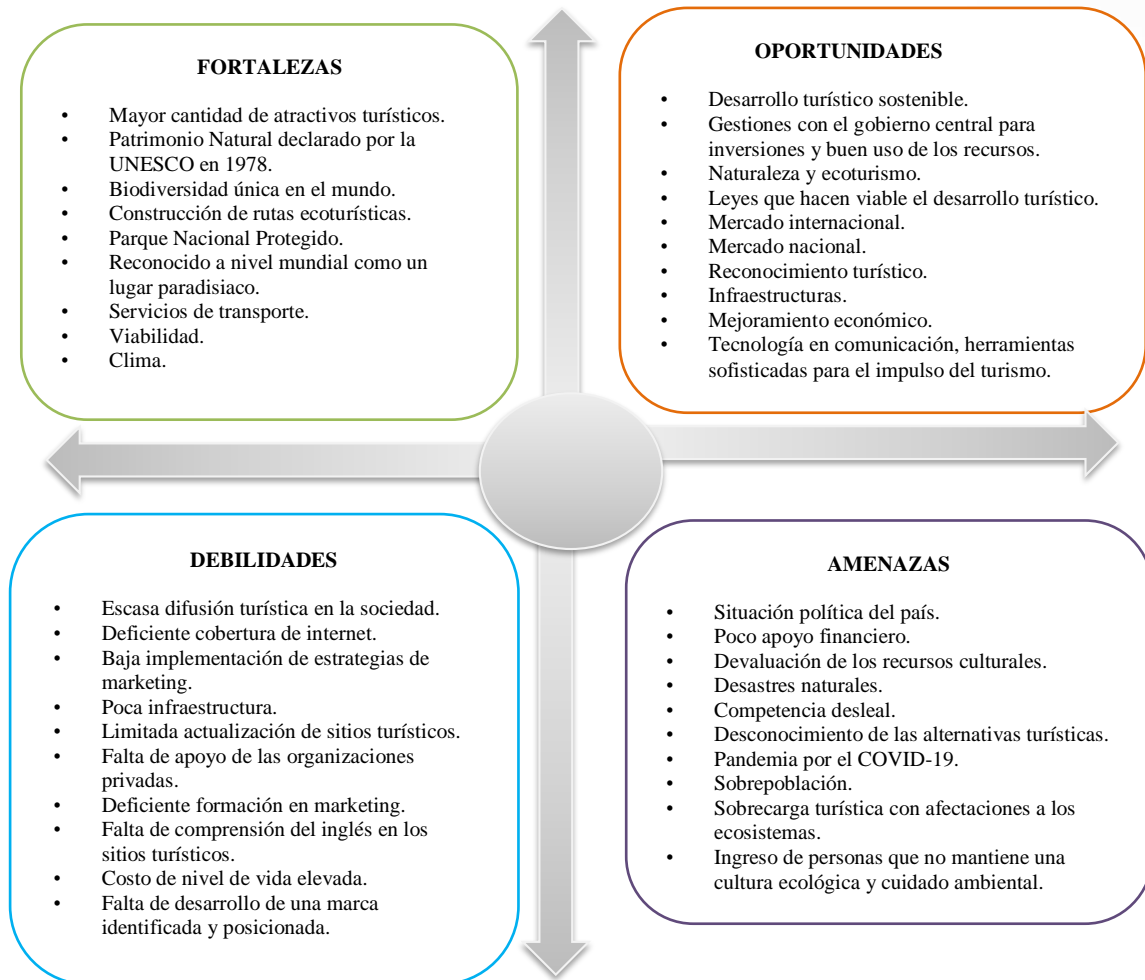 FORTALEZAS
• Mayor cantidad de atractivos turísticos.
• Patrimonio Natural declarado por la
UNESCO en 1978.
• Biodiversidad única en el mundo.
• Construcción de rutas ecoturísticas.
• Parque Nacional Protegido.
• Reconocido a nivel mundial como un
lugar paradisiaco.
• Servicios de transporte.
• Viabilidad.
• Clima.
OPORTUNIDADES
• Desarrollo turístico sostenible.
• Gestiones con el gobierno central para
inversiones y buen uso de los recursos.
• Naturaleza y ecoturismo.
• Leyes que hacen viable el desarrollo turístico.
• Mercado internacional.
• Mercado nacional.
• Reconocimiento turístico.
• Infraestructuras.
• Mejoramiento económico.
• Tecnología en comunicación, herramientas
sofisticadas para el impulso del turismo.
DEBILIDADES
• Escasa difusión turística en la sociedad.
• Deficiente cobertura de internet.
• Baja implementación de estrategias de
marketing.
• Poca infraestructura.
• Limitada actualización de sitios turísticos.
• Falta de apoyo de las organizaciones
privadas.
• Deficiente formación en marketing.
• Falta de comprensión del inglés en los
sitios turísticos.
• Costo de nivel de vida elevada.
• Falta de desarrollo de una marca
identificada y posicionada.
AMENAZAS
• Situación política del país.
• Poco apoyo financiero.
• Devaluación de los recursos culturales.
• Desastres naturales.
• Competencia desleal.
• Desconocimiento de las alternativas turísticas.
• Pandemia por el COVID-19.
• Sobrepoblación.
• Sobrecarga turística con afectaciones a los
ecosistemas.
• Ingreso de personas que no mantiene una
cultura ecológica y cuidado ambiental.